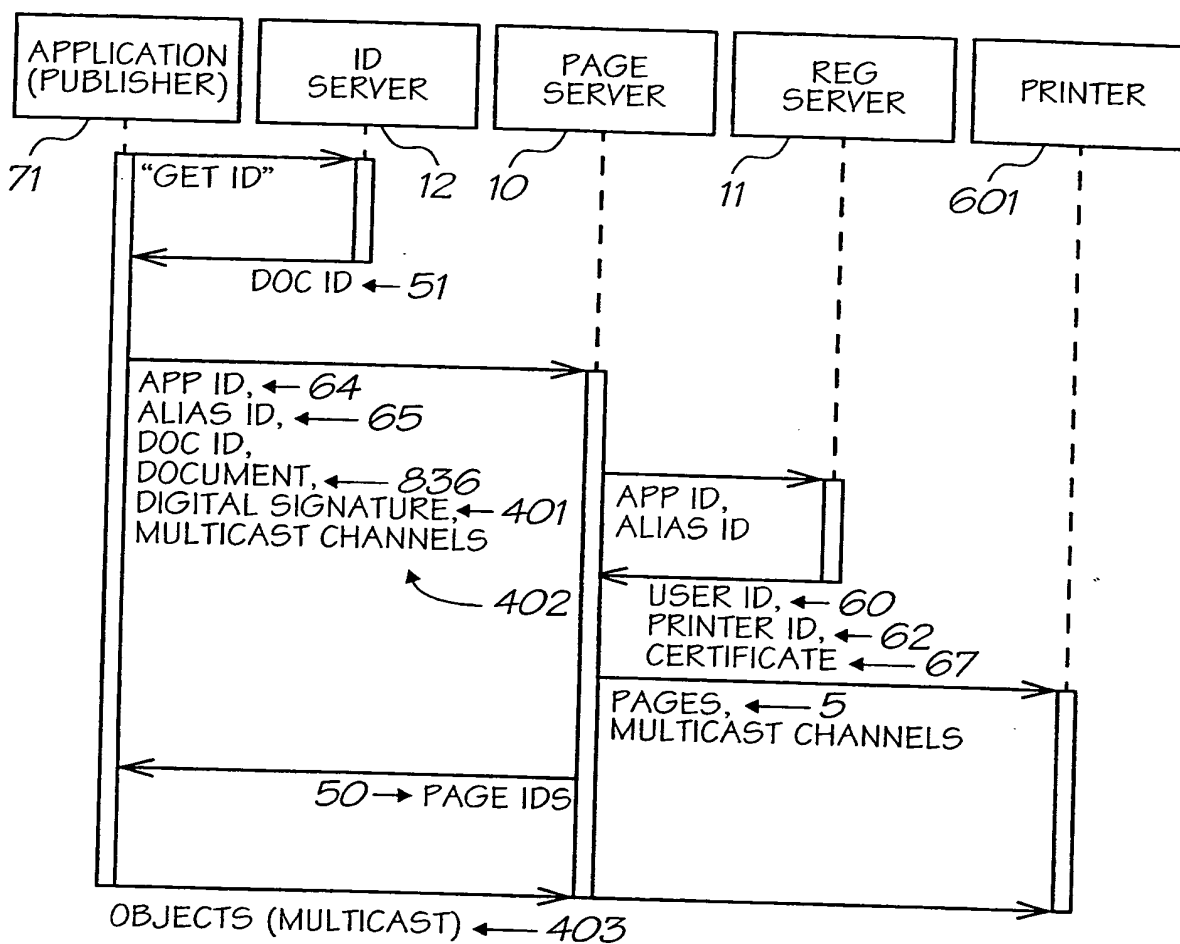 APPLICATION
(PUBLISHER)
ID
SERVER
PAGE
SERVER
REG
SERVER
PRINTER
71
12
10
11
601
"GET ID"
DOC ID 51
APP ID, 64
ALIAS ID, 65
DOC ID,
DOCUMENT, 836
DIGITAL SIGNATURE, 401
MULTICAST CHANNELS
402
APP ID,
ALIAS ID
USER ID, 60
PRINTER ID, 62
CERTIFICATE 67
PAGES, 5
MULTICAST CHANNELS
50 PAGE IDS
OBJECTS (MULTICAST) 403